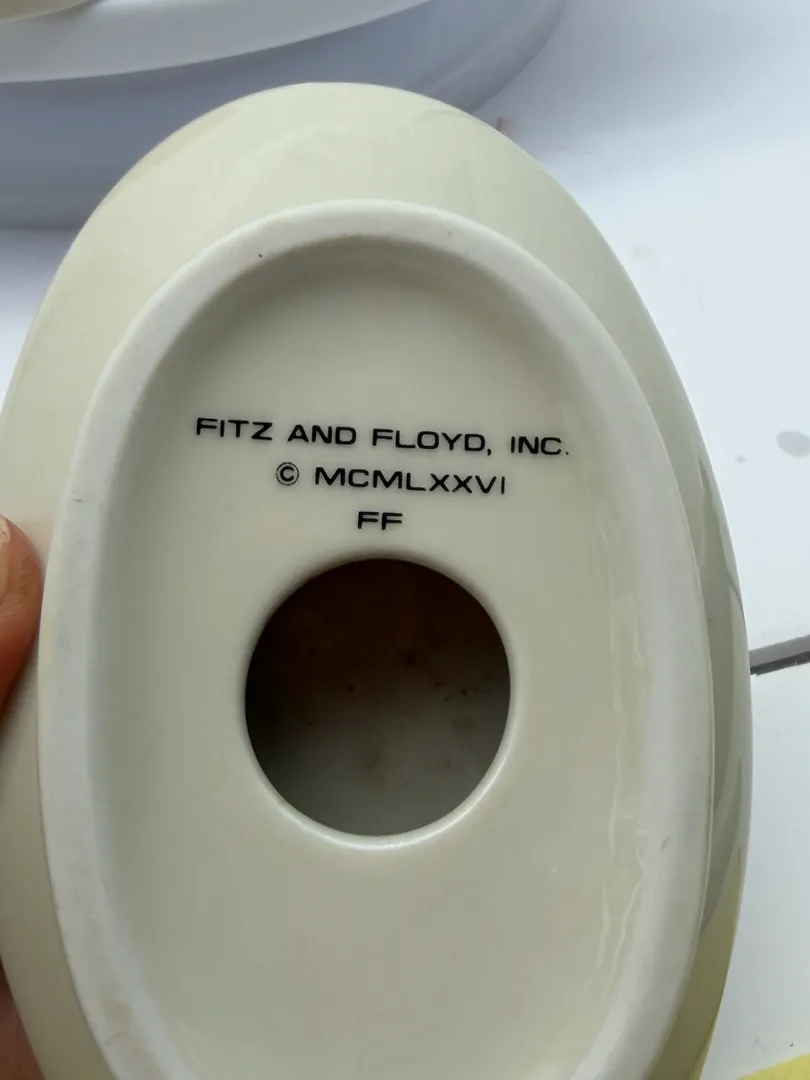 FITZ AND FLOYD, INC.
© MCMLXXVI
FF